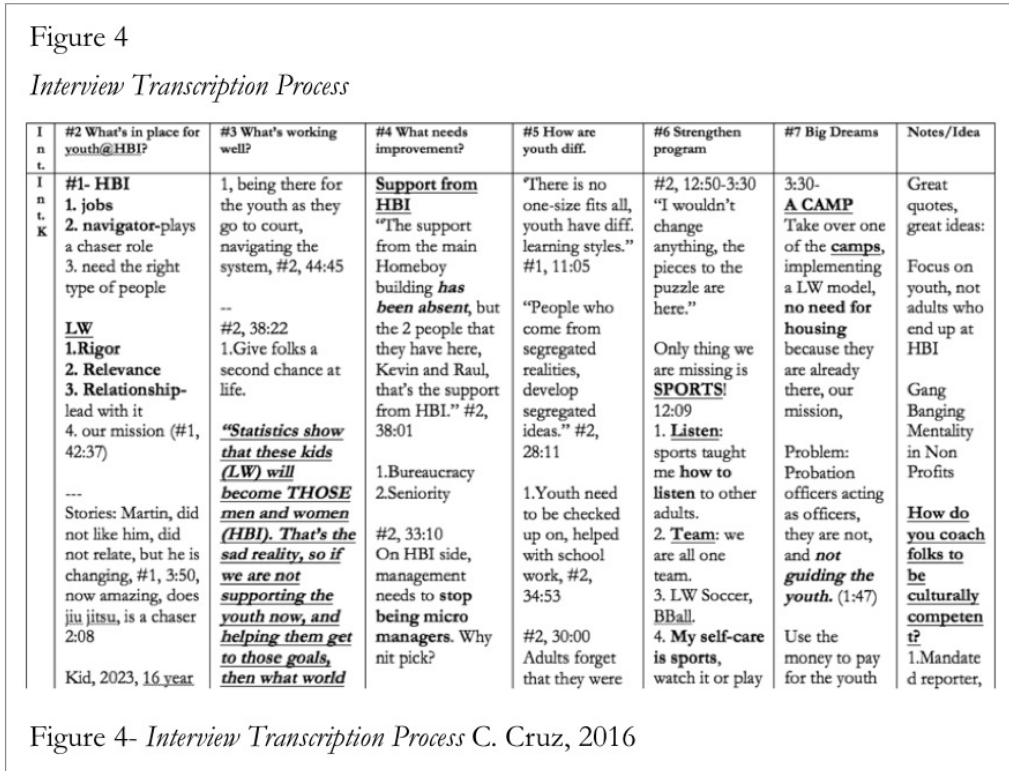 Figure 4
Interview Transcription Process
I
n
t.
#2 What's in place for
youth@HBI?
#3 What's working
well?
#4 What needs
improvement?
#5 How are
youth diff.
#6 Strengthen
program
#7 Big Dreams
Notes/Idea
I
n
t.
K
#1- HBI
1. jobs
2. navigator-plays
a chaser role
3. need the right
type of people
LW
1.Rigor
2. Relevance
3. Relationship-
lead with it
4. our mission (#1,
42:37)
---
Stories: Martin, did
not like him, did
not relate, but he is
changing, #1, 3:50,
now amazing, does
jiu jitsu, is a chaser
2:08
Kid, 2023, 16 year
1, being there for
the youth as they
go to court,
navigating the
system, #2, 44:45
--
#2, 38:22
1.Give folks a
second chance at
life.
"Statistics show
that these kids
(LW) will
become THOSE
men and women
(HBI). That's the
sad reality, so if
we are not
supporting the
youth now, and
helping them get
to those goals,
then what world
Support from
HBI
"The support
from the main
Homeboy
building has
been absent, but
the 2 people that
they have here,
Kevin and Raul,
that's the support
from HBI." #2,
38:01
1.Bureaucracy
2.Seniority
#2, 33:10
On HBI side,
management
needs to stop
being micro
managers. Why
nit pick?
"There is no
one-size fits all,
youth have diff.
learning styles."
#1, 11:05
"People who
come from
segregated
realities,
develop
segregated
ideas." #2,
28:11
1.Youth need
to be checked
up on, helped
with school
work, #2,
34:53
#2, 30:00
Adults forget
that they were
#2, 12:50-3:30
"I wouldn't
change
anything, the
pieces to the
puzzle are
here."
Only thing we
are missing is
SPORTS!
12:09
1. Listen:
sports taught
me how to
listen to other
adults.
2. Team: we
are all one
team.
3. LW Soccer,
BBall.
4. My self-care
is sports,
watch it or play
3:30-
A CAMP
Take over one
of the camps,
implementing
a LW model,
no need for
housing
because they
are already
there, our
mission,
Problem:
Probation
officers acting
as officers,
they are not,
and not
guiding the
youth. (1:47)
Use the
money to pay
for the youth
Great
quotes,
great ideas:
Focus on
youth, not
adults who
end up at
HBI
Gang
Banging
Mentality
in Non
Profits
How do
you coach
folks to
be
culturally
competen
t?
1.Mandate
d reporter,
Figure 4- Interview Transcription Process C. Cruz, 2016